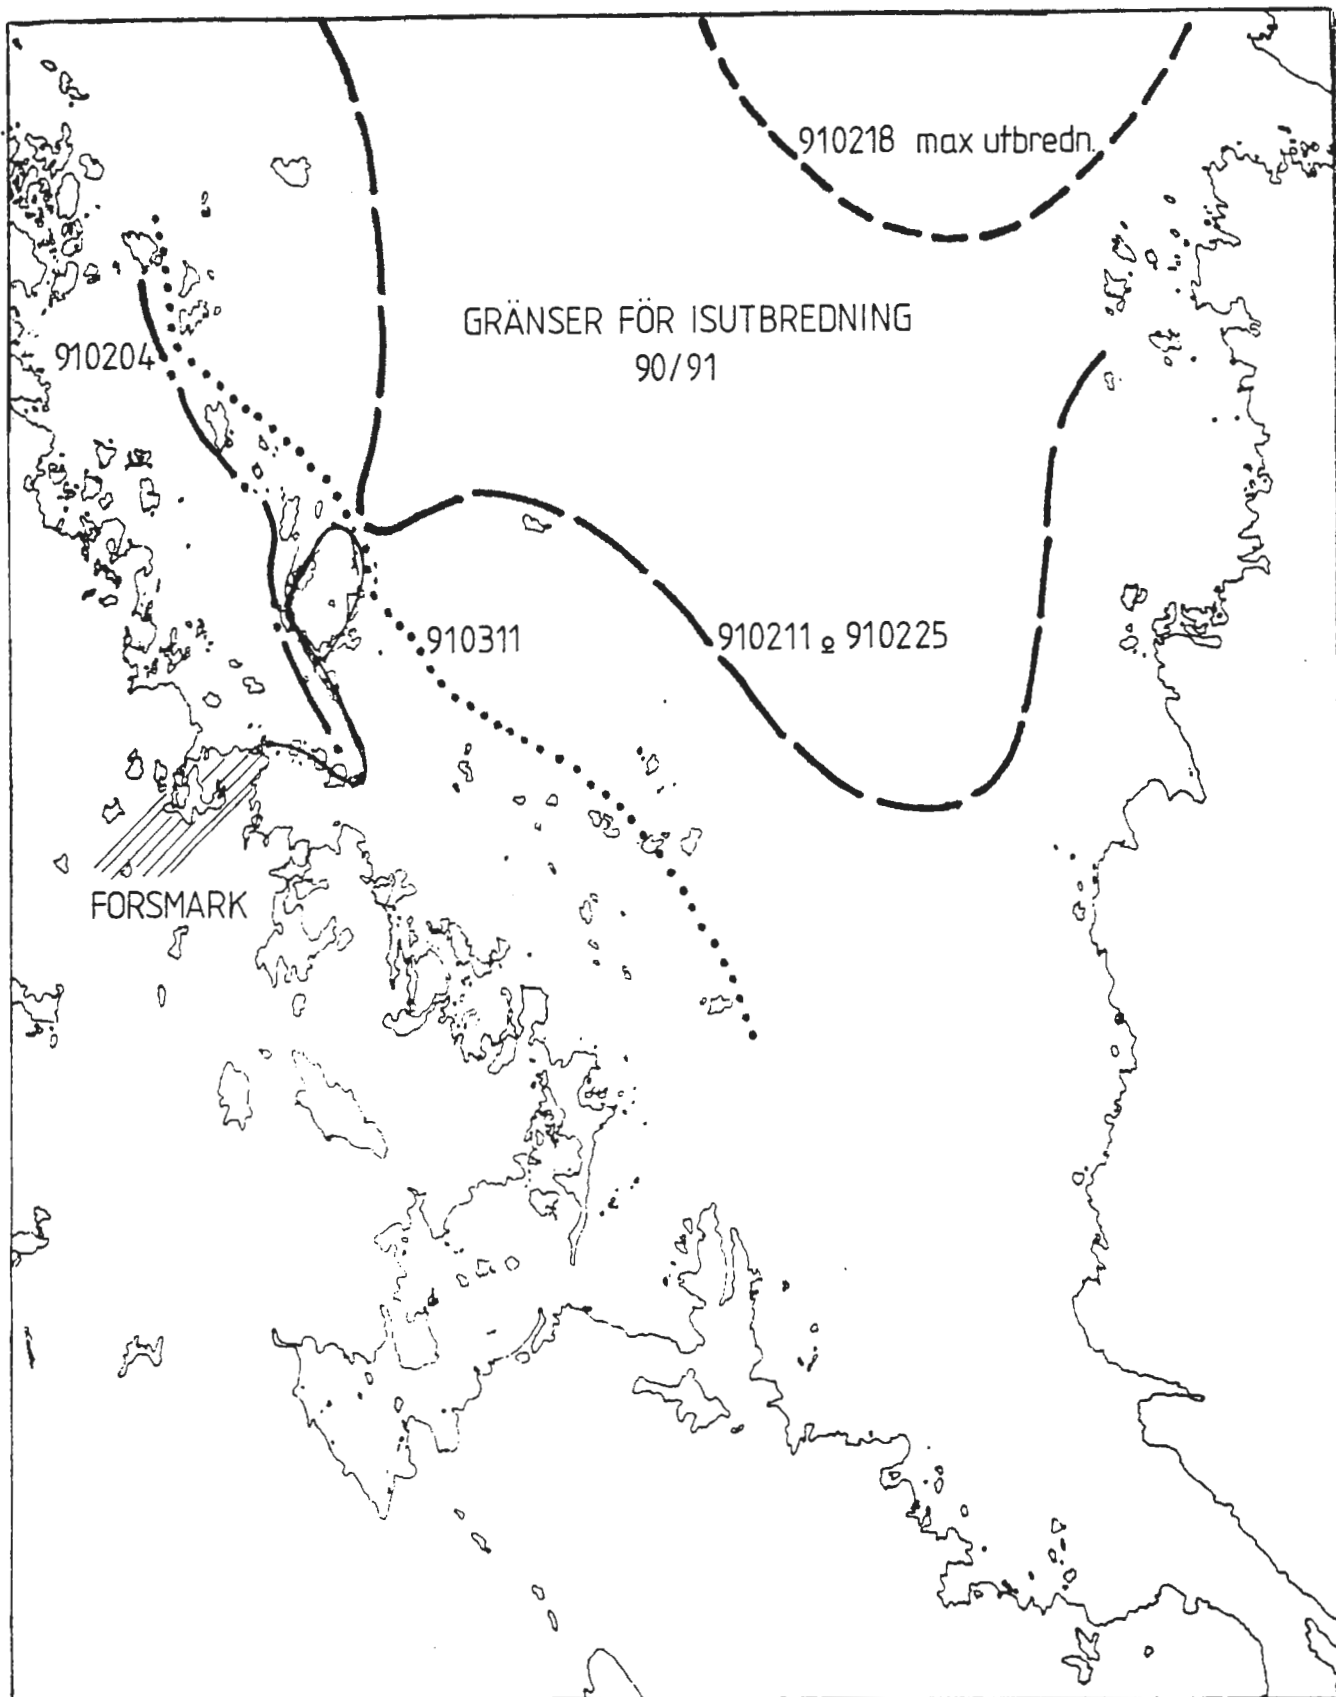 910218 max utbredn.
GRÄNSER FÖR ISUTBREDNING
90/91
910204
910311
910211 o 910225
FORSMARK